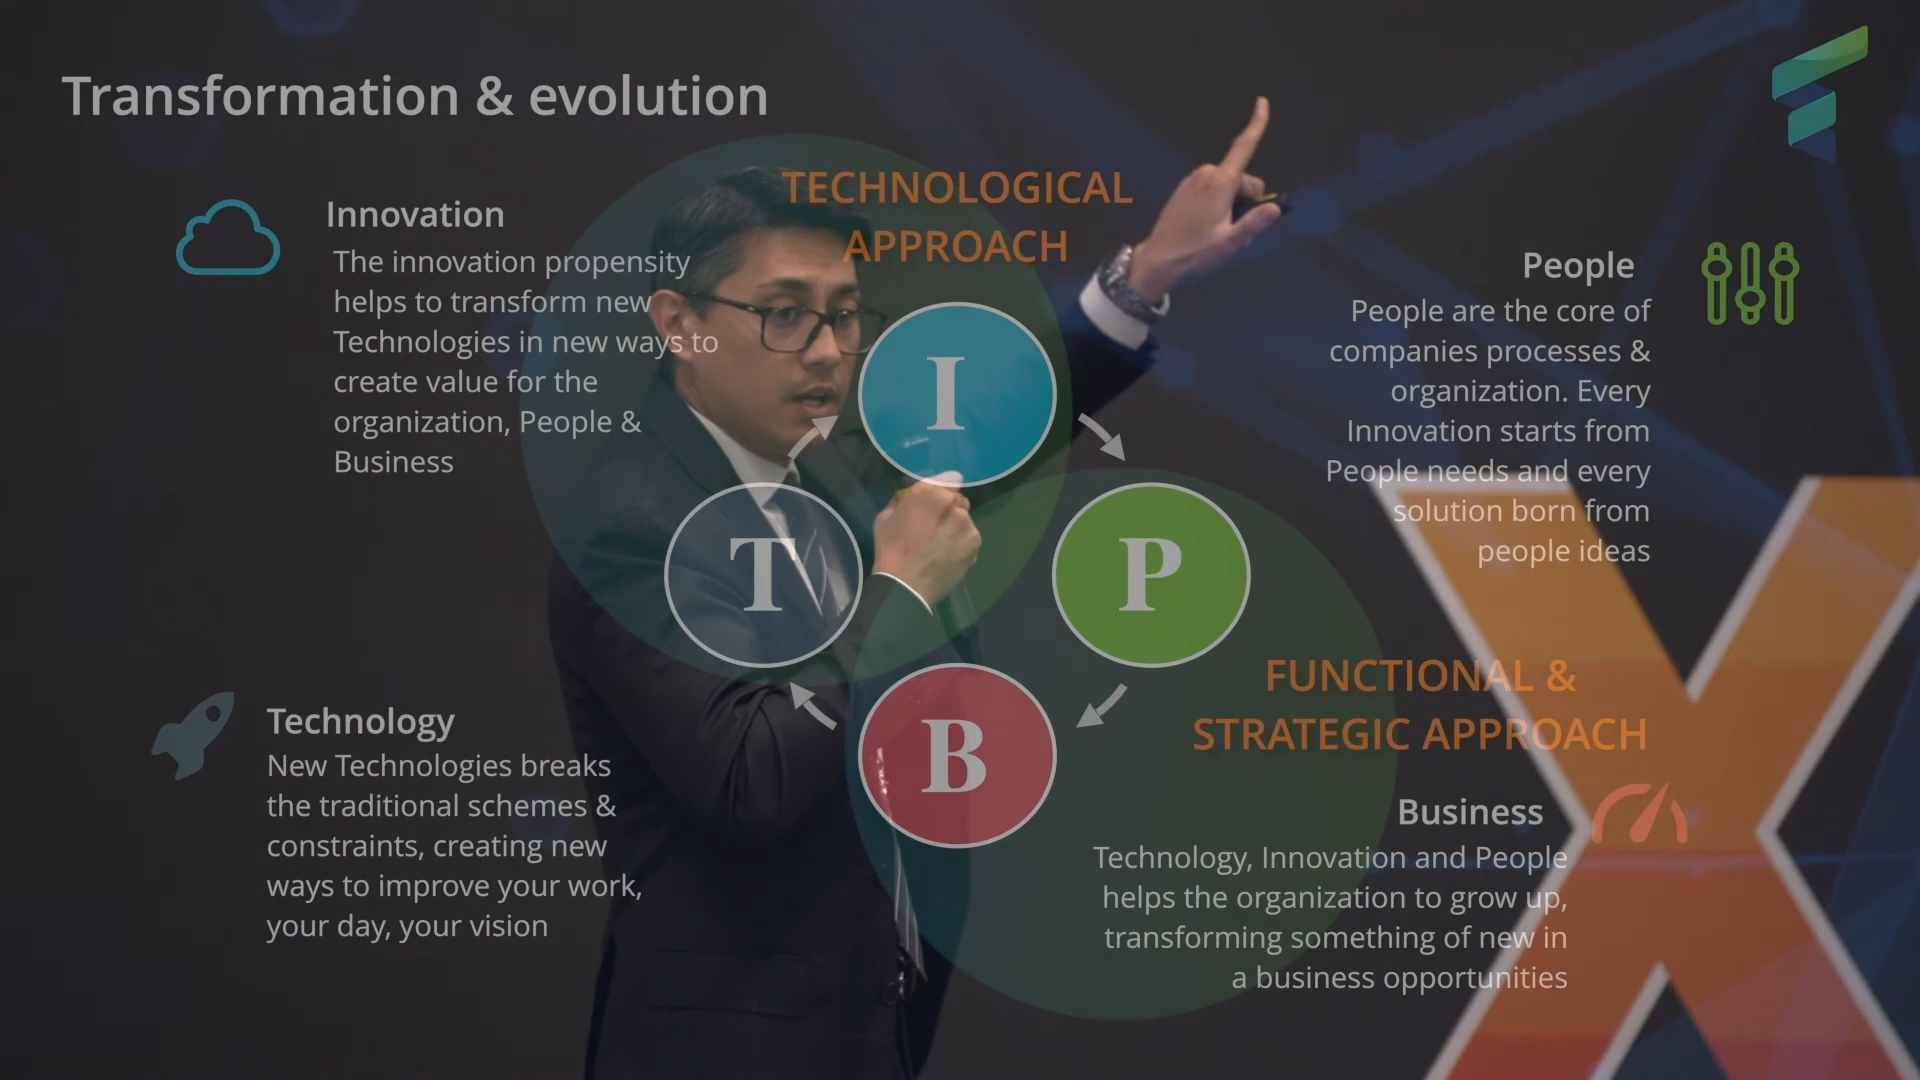 Transformation & evolution
Innovation
The innovation propensity
helps to transform new
Technologies in new ways to
create value for the
organization, People &
Business
TECHNOLOGICAL
APPROACH
People
People are the core of
companies processes &
organization. Every
Innovation starts from
People needs and every
solution born from
people ideas
I
T
P
B
Technology
New Technologies breaks
the traditional schemes &
constraints, creating new
ways to improve your work,
your day, your vision
FUNCTIONAL &
STRATEGIC APPROACH
Business
Technology, Innovation and People
helps the organization to grow up,
transforming something of new in
a business opportunities
X